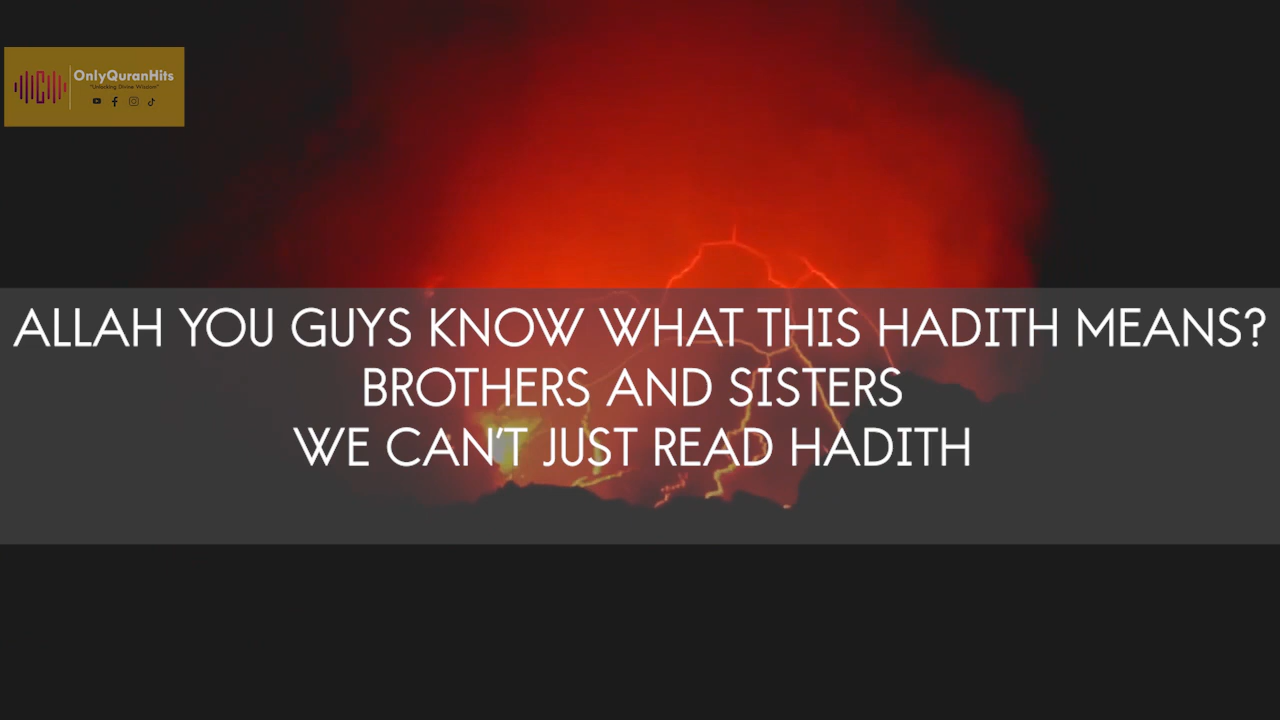 OnlyQuranHits
"Unlocking Divine Wisdom"
ALLAH YOU GUYS KNOW WHAT THIS HADITH MEANS?
BROTHERS AND SISTERS
WE CAN'T JUST READ HADITH